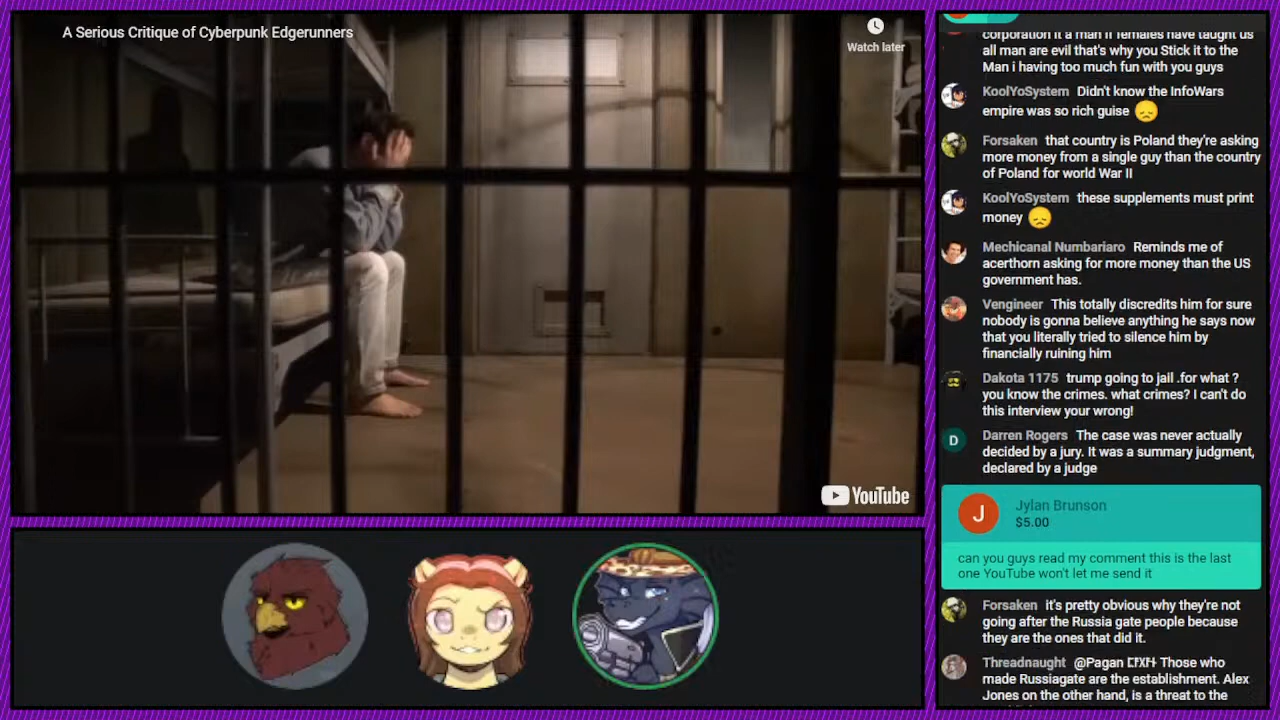 A Serious Critique of Cyberpunk Edgerunners
Watch later
YouTube
corporation it a man if females have taught us
all man are evil that's why you Stick it to the
Man i having too much fun with you guys
KoolYoSystem Didn't know the InfoWars
empire was so rich guise 😞
Forsaken that country is Poland they're asking
more money from a single guy than the country
of Poland for world War II
KoolYoSystem these supplements must print
money 😞
Mechicanal Numbariaro Reminds me of
acerthorn asking for more money than the US
government has.
Vengineer This totally discredits him for sure
nobody is gonna believe anything he says now
that you literally tried to silence him by
financially ruining him
Dakota 1175 trump going to jail .for what ?
you know the crimes. what crimes? I can't do
this interview your wrong!
D
Darren Rogers The case was never actually
decided by a jury. It was a summary judgment,
declared by a judge
J
Jylan Brunson
$5.00
can you guys read my comment this is the last
one YouTube won't let me send it
Forsaken it's pretty obvious why they're not
going after the Russia gate people because
they are the ones that did it.
Threadnaught @Pagan Those who
made Russiagate are the establishment. Alex
Jones on the other hand, is a threat to the